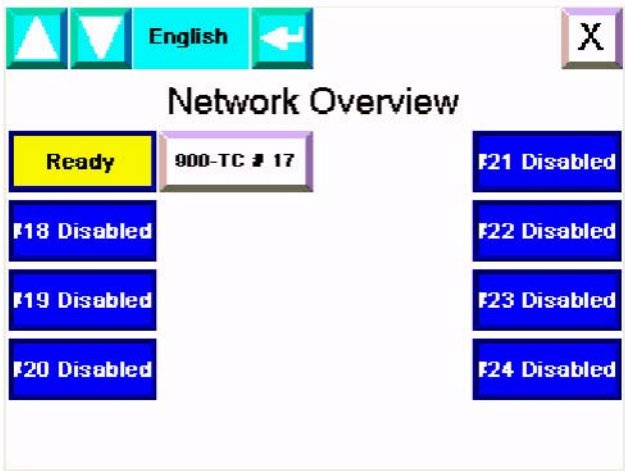 English
X
Network Overview
Ready
900-TC # 17
#21 Disabled
#18 Disabled
#22 Disabled
#19 Disabled
#23 Disabled
#20 Disabled
#24 Disabled